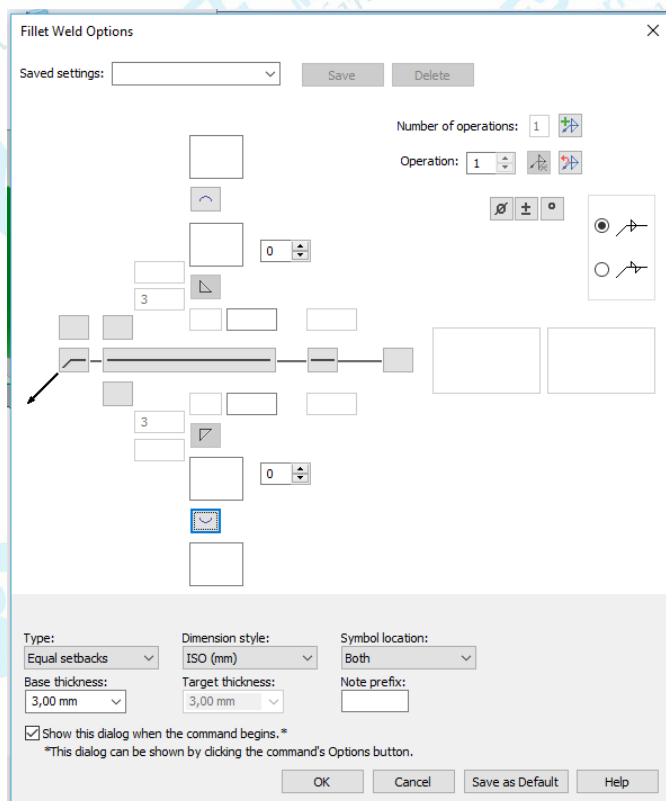 Fillet Weld Options
Saved settings:
Save
Delete
Number of operations: 1
Operation: 1
Ø ± °
0
3
3
0
Type:
Dimension style:
Symbol location:
Equal setbacks
ISO (mm)
Both
Base thickness:
Target thickness:
Note prefix:
3,00 mm
3,00 mm
Show this dialog when the command begins.*
*This dialog can be shown by clicking the command's Options button.
OK
Cancel
Save as Default
Help